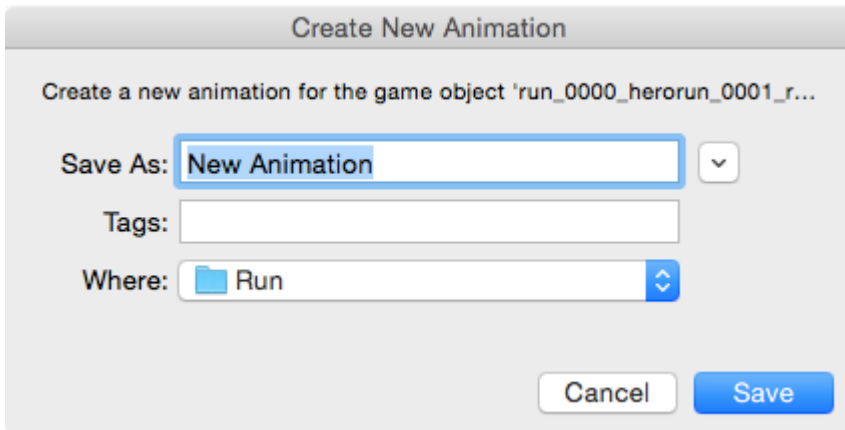 Create New Animation
Create a new animation for the game object 'run_0000_herorun_0001_r...
Save As: New Animation
Tags:
Where: Run
Cancel Save